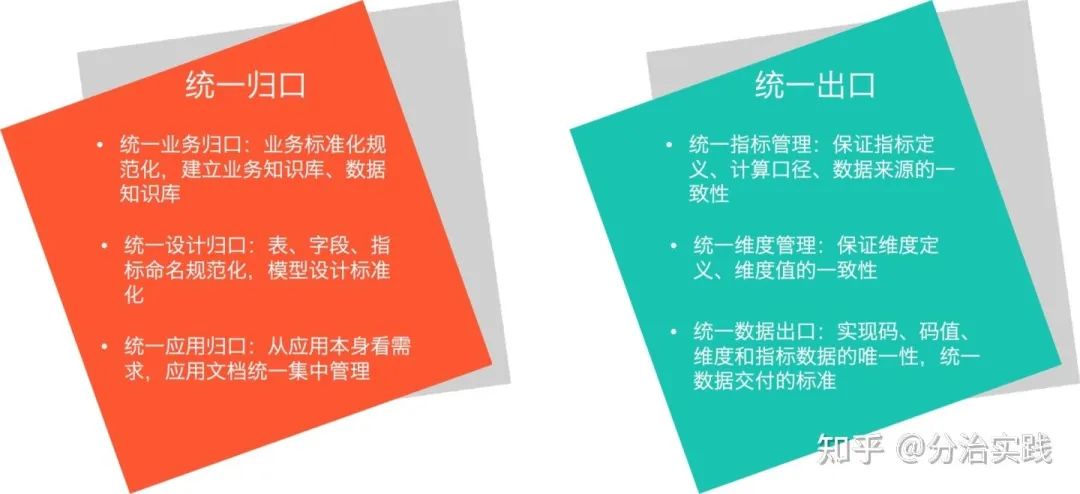 统一归口
• 统一业务归口：业务标准化规
范化，建立业务知识库、数据
知识库
• 统一设计归口：表、字段、指
标命名规范化，模型设计标准
化
• 统一应用归口：从应用本身看需
求，应用文档统一集中管理
统一出口
• 统一指标管理：保证指标定
义、计算口径、数据来源的一
致性
• 统一维度管理：保证维度定
义、维度值的一致性
• 统一数据出口：实现码、码值、
维度和指标数据的唯一性，统一
数据交付的标准
知乎 @分治实践